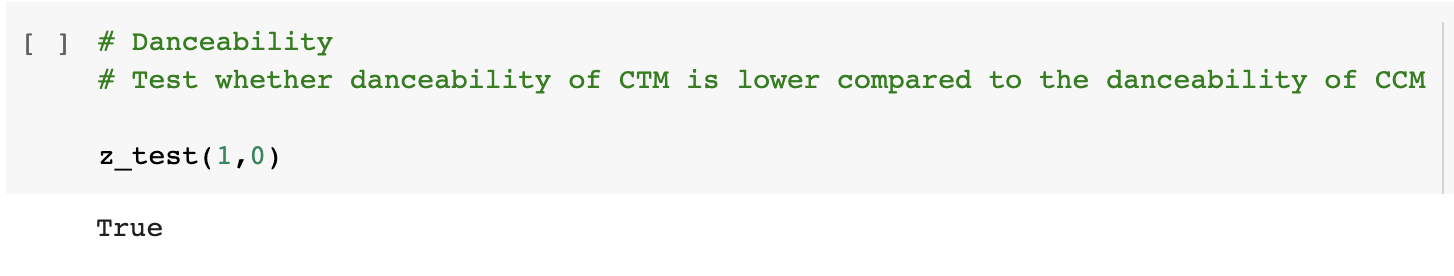 [ ] # Danceability
# Test whether danceability of CTM is lower compared to the danceability of CCM
z_test(1,0)
True